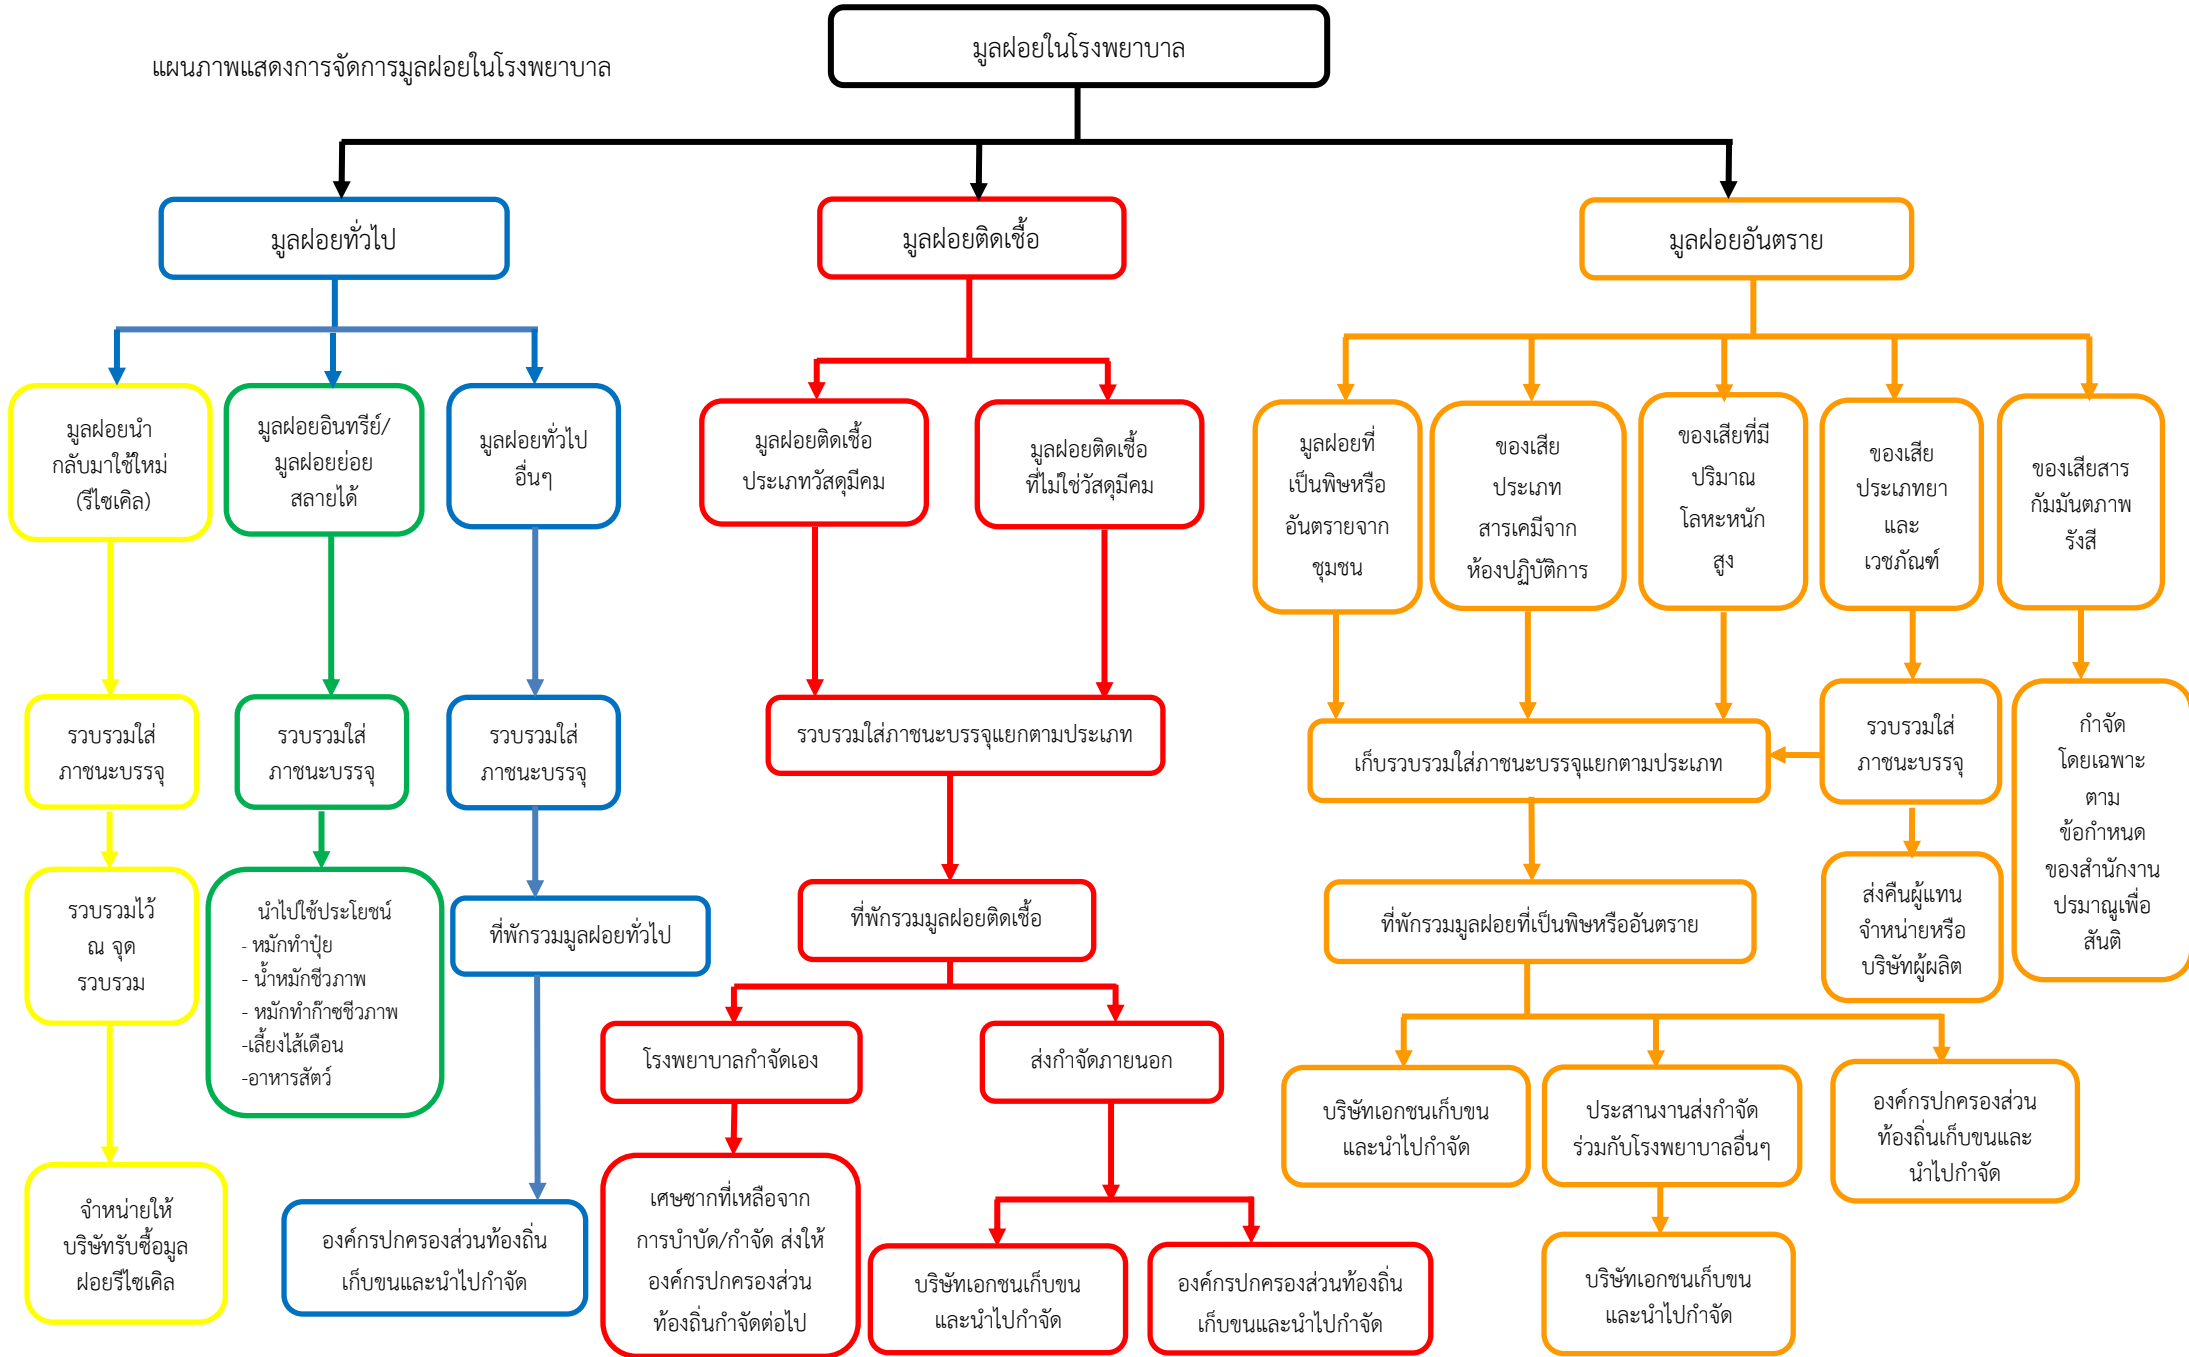 แผนภาพแสดงการจัดการมูลฝอยในโรงพยาบาล
มูลฝอยในโรงพยาบาล
มูลฝอยทั่วไป
มูลฝอยติดเชื้อ
มูลฝอยอันตราย
มูลฝอยนำ
กลับมาใช้ใหม่
(รีไซเคิล)
มูลฝอยอินทรีย์/
มูลฝอยย่อย
สลายได้
มูลฝอยทั่วไป
อื่นๆ
มูลฝอยติดเชื้อ
ประเภทวัสดุมีคม
มูลฝอยติดเชื้อ
ที่ไม่ใช่วัสดุมีคม
มูลฝอยที่
เป็นพิษหรือ
อันตรายจาก
ชุมชน
ของเสีย
ประเภท
สารเคมีจาก
ห้องปฏิบัติการ
ของเสียที่มี
ปริมาณ
โลหะหนัก
สูง
ของเสีย
ประเภทยา
และ
เวชภัณฑ์
ของเสียสาร
กัมมันตภาพ
รังสี
รวบรวมใส่
ภาชนะบรรจุ
รวบรวมใส่
ภาชนะบรรจุ
รวบรวมใส่
ภาชนะบรรจุ
รวบรวมใส่ภาชนะบรรจุแยกตามประเภท
เก็บรวบรวมใส่ภาชนะบรรจุแยกตามประเภท
รวบรวมใส่
ภาชนะบรรจุ
กำจัด
โดยเฉพาะ
ตาม
ข้อกำหนด
ของสำนักงาน
ปรมาณูเพื่อ
สันติ
รวบรวมไว้
ณ จุด
รวบรวม
นำไปใช้ประโยชน์
- หมักทำปุ๋ย
- น้ำหมักชีวภาพ
- หมักทำก๊าซชีวภาพ
-เลี้ยงไส้เดือน
-อาหารสัตว์
ที่พักรวมมูลฝอยทั่วไป
ที่พักรวมมูลฝอยติดเชื้อ
ที่พักรวมมูลฝอยที่เป็นพิษหรืออันตราย
ส่งคืนผู้แทน
จำหน่ายหรือ
บริษัทผู้ผลิต
โรงพยาบาลกำจัดเอง
ส่งกำจัดภายนอก
บริษัทเอกชนเก็บขน
และนำไปกำจัด
ประสานงานส่งกำจัด
ร่วมกับโรงพยาบาลอื่นๆ
องค์กรปกครองส่วน
ท้องถิ่นเก็บขนและ
นำไปกำจัด
จำหน่ายให้
บริษัทรับซื้อมูล
ฝอยรีไซเคิล
องค์กรปกครองส่วนท้องถิ่น
เก็บขนและนำไปกำจัด
เศษซากที่เหลือจาก
การบำบัด/กำจัด ส่งให้
องค์กรปกครองส่วน
ท้องถิ่นกำจัดต่อไป
บริษัทเอกชนเก็บขน
และนำไปกำจัด
องค์กรปกครองส่วนท้องถิ่น
เก็บขนและนำไปกำจัด
บริษัทเอกชนเก็บขน
และนำไปกำจัด